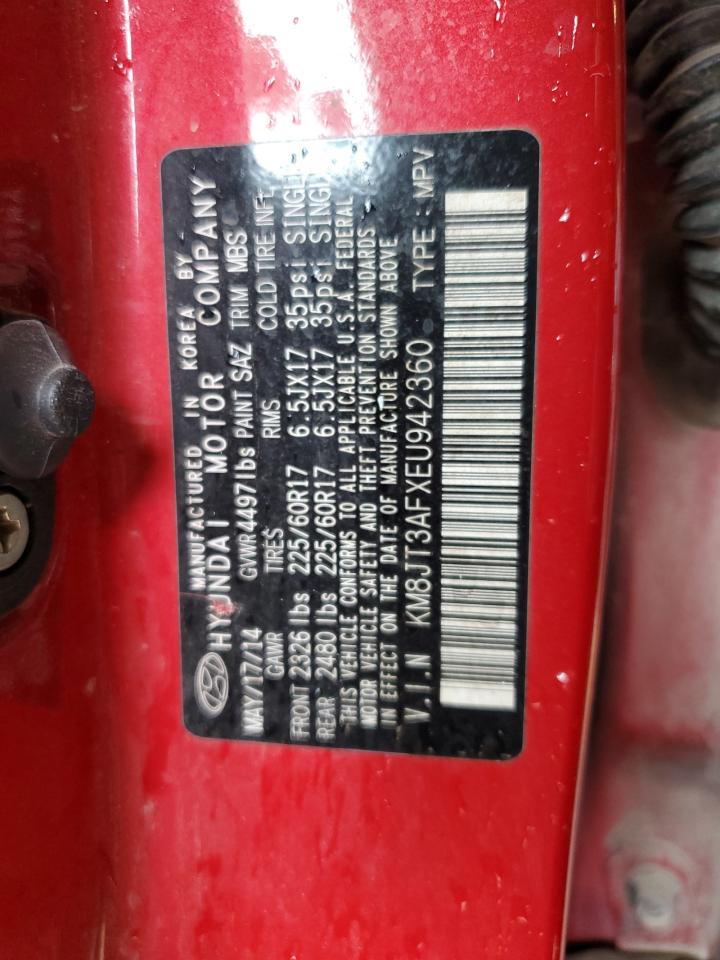 MANUFACTURED IN KOREA BY
HYUNDAI MOTOR COMPANY
MAY/17/14 GVWR 4497lbs PAINT SAZ TRIM MBS
GAWR TIRES RIMS COLD TIRE INFL
FRONT 2326 lbs 225/60R17 6.5JX17 35psi SINGLE
REAR 2480 lbs 225/60R17 6.5JX17 35psi SINGLE
THIS VEHICLE CONFORMS TO ALL APPLICABLE U.S.A. FEDERAL
MOTOR VEHICLE SAFETY AND THEFT PREVENTION STANDARDS
IN EFFECT ON THE DATE OF MANUFACTURE SHOWN ABOVE
V.I.N KM8JT3AFXEU942360 TYPE : MPV